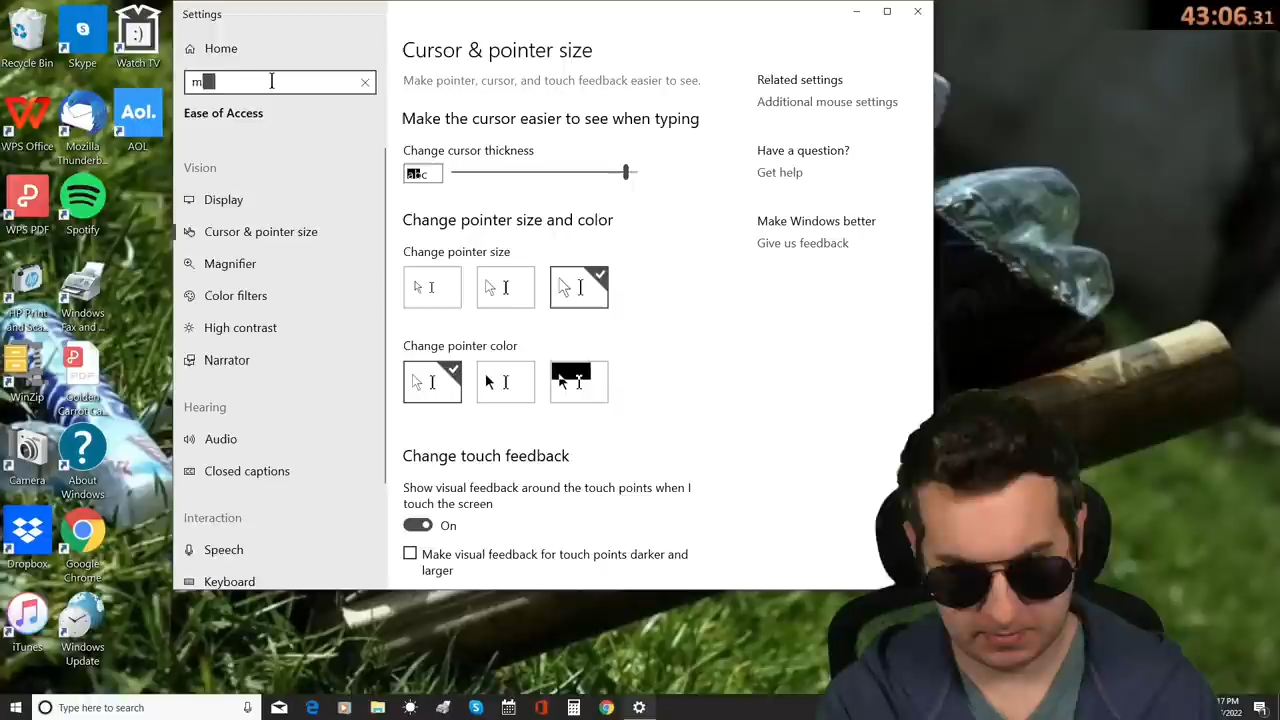 Settings
43:06.31
Home
m
Ease of Access
Vision
Display
Cursor & pointer size
Magnifier
Color filters
High contrast
Narrator
Hearing
Audio
Closed captions
Interaction
Speech
Keyboard
Cursor & pointer size
Make pointer, cursor, and touch feedback easier to see.
Make the cursor easier to see when typing
Change cursor thickness
abc
Change pointer size and color
Change pointer size
Change pointer color
Change touch feedback
Show visual feedback around the touch points when I
touch the screen
On
Make visual feedback for touch points darker and
larger
Related settings
Additional mouse settings
Have a question?
Get help
Make Windows better
Give us feedback
Recycle Bin
Skype
Watch TV
WPS Office
Mozilla
Thunderb...
Aol.
AOL
WPS PDF
Spotify
HP Print
and Sca...
Windows
Fax and ...
WinZip
PDF
Golden
Carrot Ca...
Camera
About
Windows
Dropbox
Google
Chrome
iTunes
Windows
Update
Type here to search
17 PM
/2022